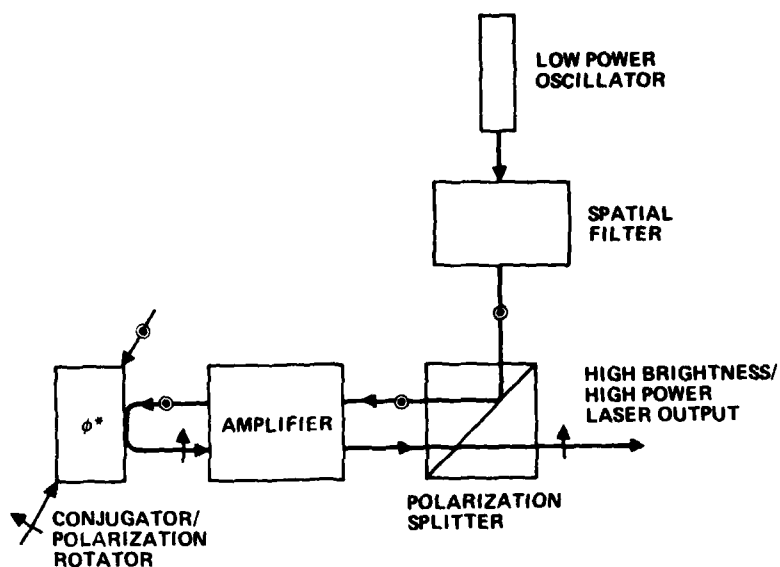 LOW POWER
OSCILLATOR
SPATIAL
FILTER
HIGH BRIGHTNESS/
HIGH POWER
LASER OUTPUT
ϕ*
AMPLIFIER
POLARIZATION
SPLITTER
CONJUGATOR/
POLARIZATION
ROTATOR